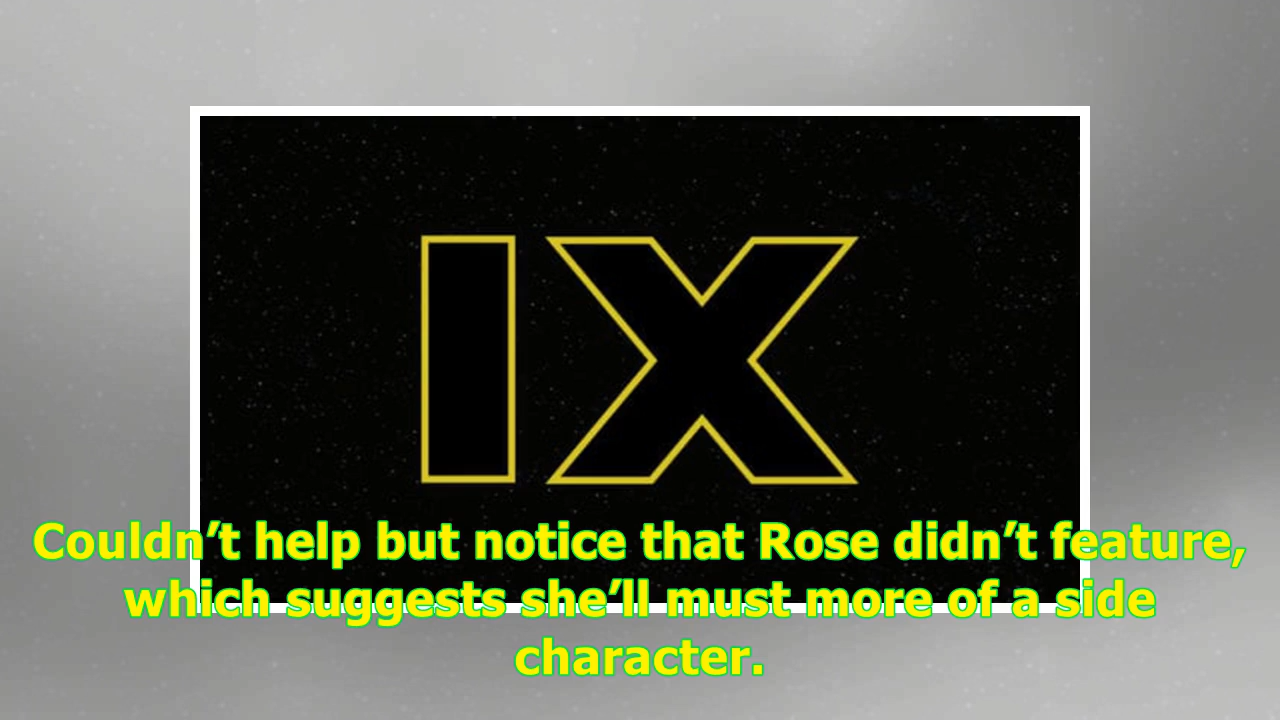 IX
Couldn’t help but notice that Rose didn’t feature,
which suggests she’ll must more of a side
character.